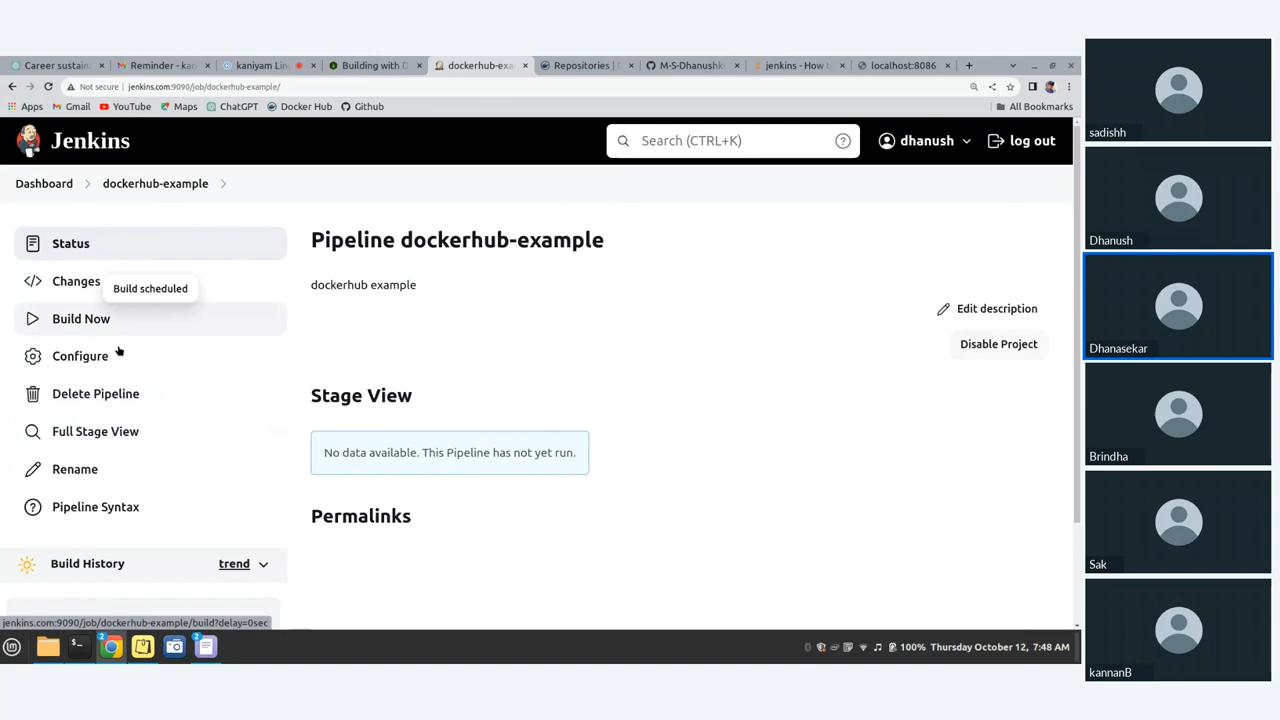 Career sustain
Reminder - kan
kaniyam Lin
Building with D
dockerhub-exa
Repositories |
M-S-Dhanushk
jenkins - How t
localhost:8086
Not secure | jenkins.com:9090/job/dockerhub-example/
Apps
Gmail
YouTube
Maps
ChatGPT
Docker Hub
Github
All Bookmarks
Jenkins
Search (CTRL+K)
dhanush
log out
Dashboard
dockerhub-example
Status
Changes
Build scheduled
Build Now
Configure
Delete Pipeline
Full Stage View
Rename
Pipeline Syntax
Build History
trend
jenkins.com:9090/job/dockerhub-example/build?delay=0sec
Pipeline dockerhub-example
dockerhub example
Edit description
Disable Project
Stage View
No data available. This Pipeline has not yet run.
Permalinks
100% Thursday October 12, 7:48 AM
sadishh
Dhanush
Dhanasekar
Brindha
Sak
kannanB